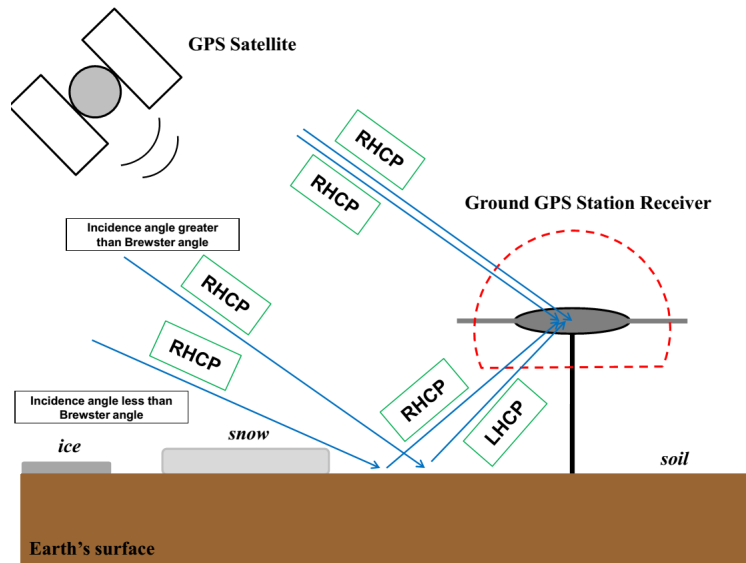 GPS Satellite
RHCP
RHCP
Ground GPS Station Receiver
Incidence angle greater
than Brewster angle
RHCP
RHCP
RHCP
LHCP
Incidence angle less than
Brewster angle
ice
snow
soil
Earth's surface